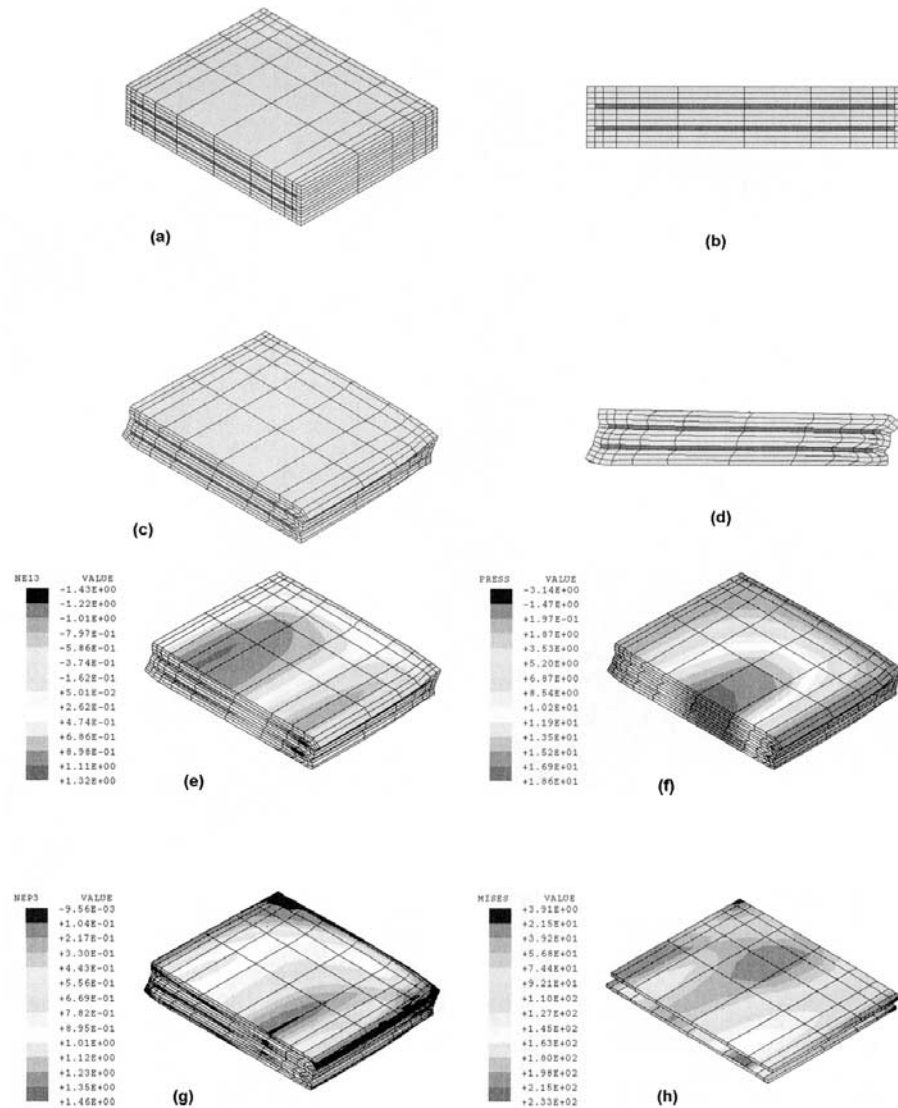 (a)
(b)
(c)
(d)
NE13 VALUE
-1.43E+00
-1.22E+00
-1.01E+00
-7.97E-01
-5.86E-01
-3.74E-01
-1.62E-01
+5.01E-02
+2.62E-01
+4.74E-01
+6.86E-01
+8.98E-01
+1.11E+00
+1.32E+00
(e)
PRESS VALUE
-3.14E+00
-1.47E+00
+1.97E-01
+1.87E+00
+3.53E+00
+5.20E+00
+6.87E+00
+8.54E+00
+1.02E+01
+1.19E+01
+1.35E+01
+1.52E+01
+1.69E+01
+1.86E+01
(f)
NEP3 VALUE
-9.56E-03
+1.04E-01
+2.17E-01
+3.30E-01
+4.43E-01
+5.56E-01
+6.69E-01
+7.82E-01
+8.95E-01
+1.01E+00
+1.12E+00
+1.23E+00
+1.35E+00
+1.46E+00
(g)
MISES VALUE
+3.91E+00
+2.15E+01
+3.92E+01
+5.68E+01
+7.44E+01
+9.21E+01
+1.10E+02
+1.27E+02
+1.45E+02
+1.63E+02
+1.80E+02
+1.98E+02
+2.15E+02
+2.33E+02
(h)